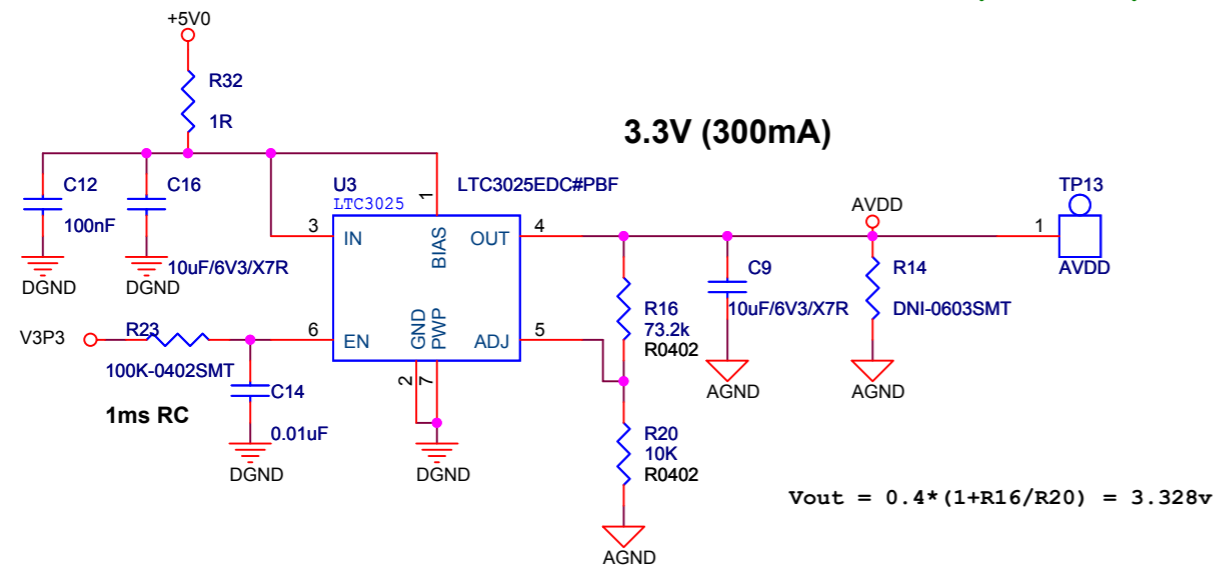 +5V0
R32
1R
3.3V (300mA)
C12
100nF
DGND
C16
10uF/6V3/X7R
DGND
U3
LTC3025
LTC3025EDC#PBF
1
3
IN
BIAS
OUT
4
6
EN
GND
PWP
ADJ
5
2
7
DGND
V3P3
R23
100K-0402SMT
1ms RC
C14
0.01uF
DGND
R16
73.2k
R0402
R20
10K
R0402
AGND
C9
10uF/6V3/X7R
AGND
AVDD
R14
DNI-0603SMT
AGND
TP13
1
AVDD
Vout = 0.4*(1+R16/R20) = 3.328v